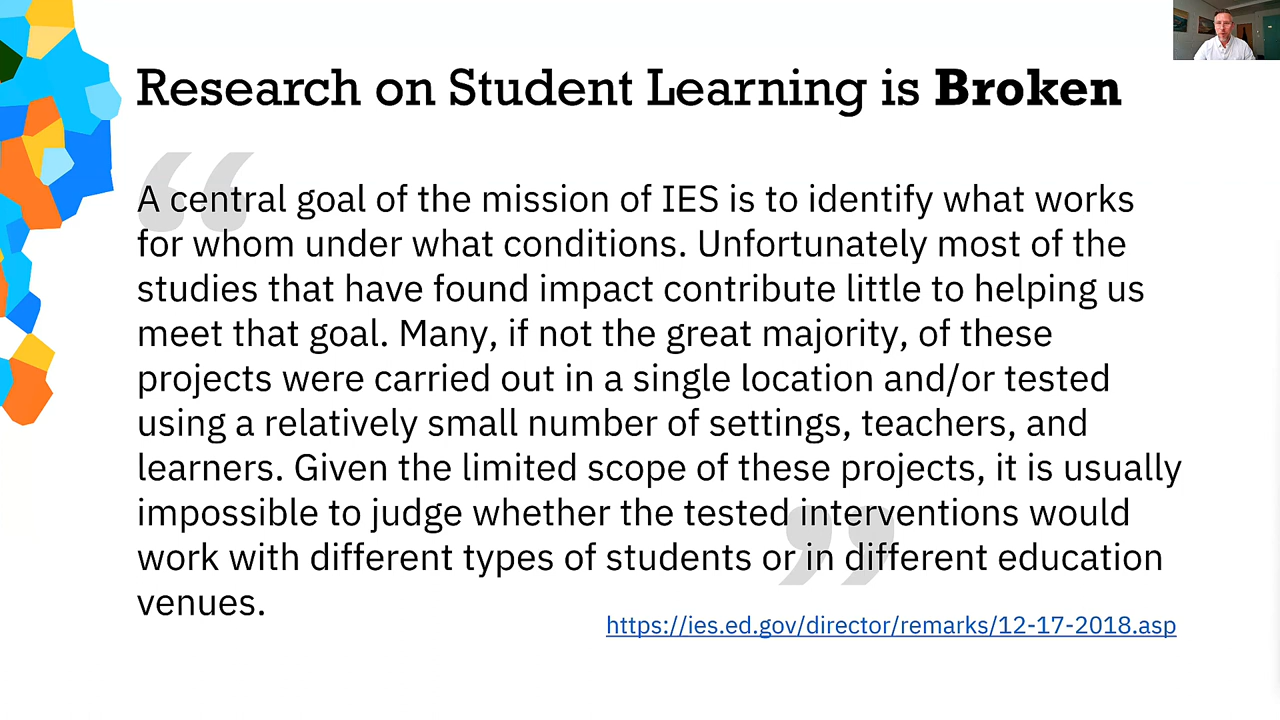 Research on Student Learning is Broken
“
A central goal of the mission of IES is to identify what works
for whom under what conditions. Unfortunately most of the
studies that have found impact contribute little to helping us
meet that goal. Many, if not the great majority, of these
projects were carried out in a single location and/or tested
using a relatively small number of settings, teachers, and
learners. Given the limited scope of these projects, it is usually
impossible to judge whether the tested interventions would
work with different types of students or in different education
venues.
”
https://ies.ed.gov/director/remarks/12-17-2018.asp